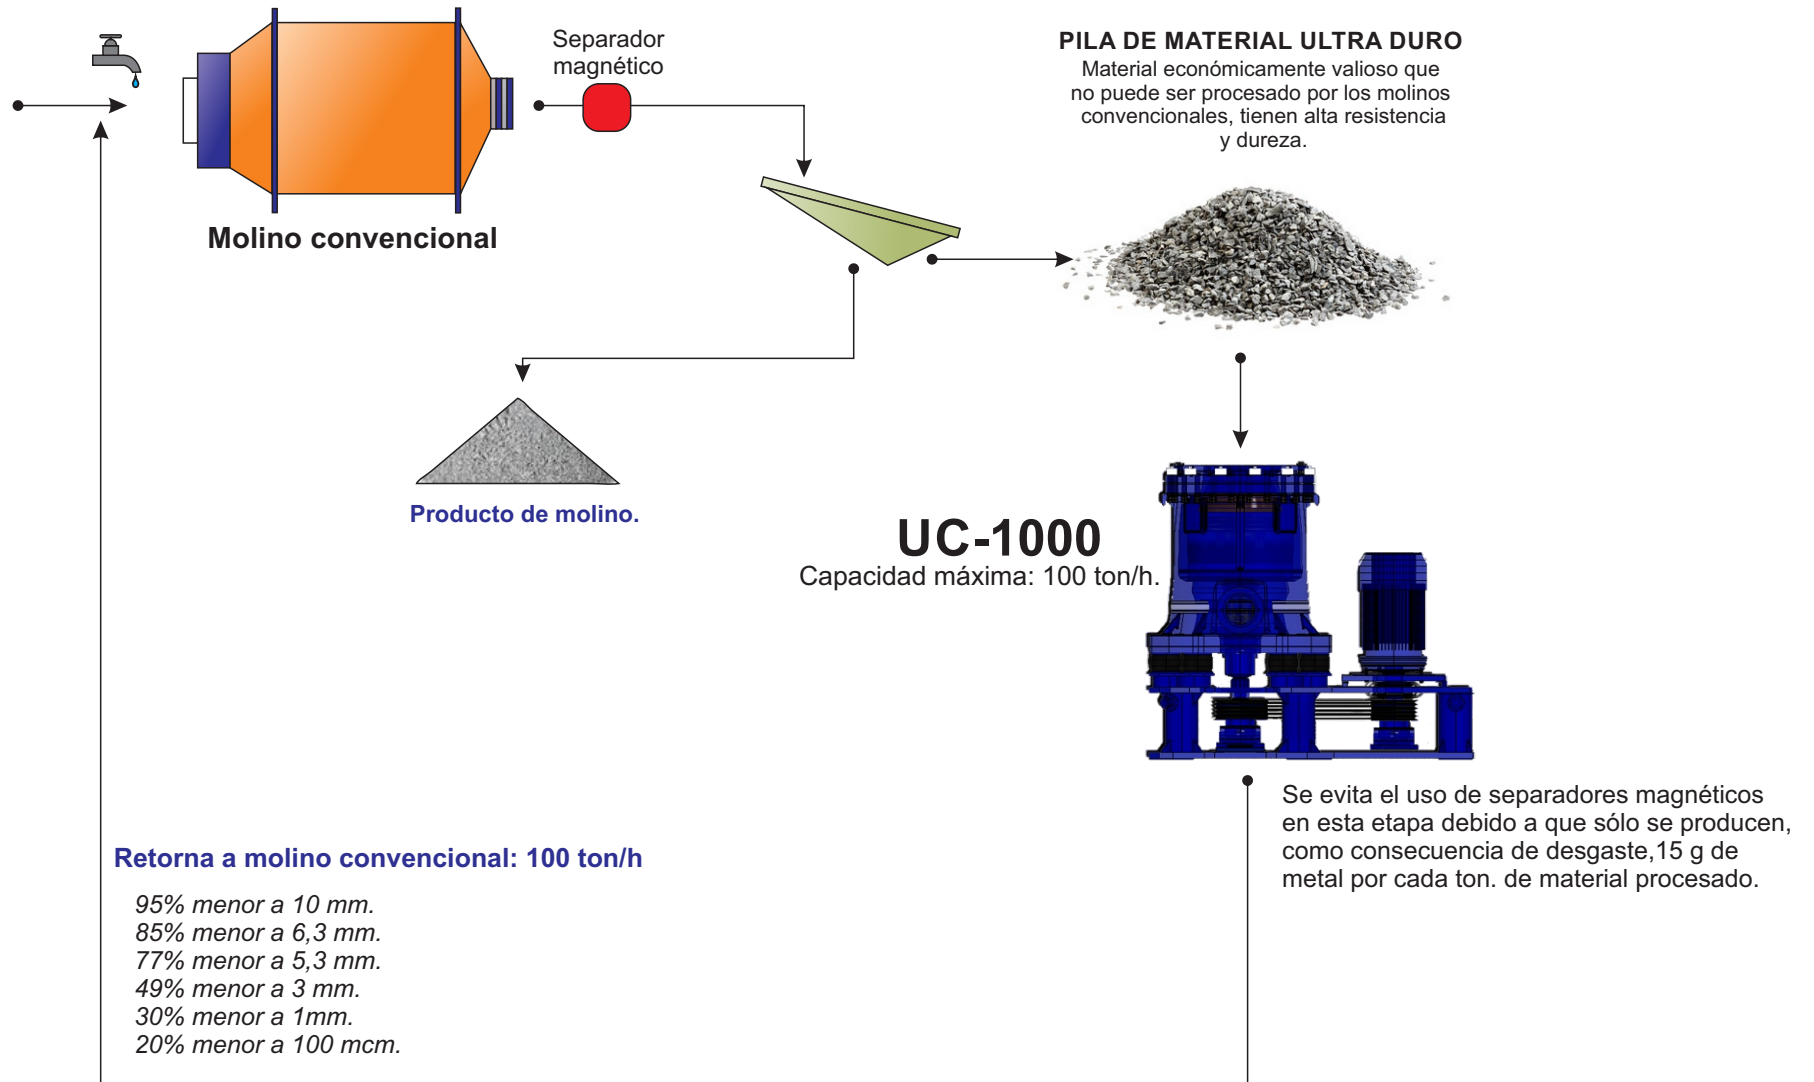 Separador
magnético
PILA DE MATERIAL ULTRA DURO
Material económicamente valioso que
no puede ser procesado por los molinos
convencionales, tienen alta resistencia
y dureza.
Molino convencional
Producto de molino.
UC-1000
Capacidad máxima: 100 ton/h.
Se evita el uso de separadores magnéticos
en esta etapa debido a que sólo se producen,
como consecuencia de desgaste,15 g de
metal por cada ton. de material procesado.
Retorna a molino convencional: 100 ton/h
95% menor a 10 mm.
85% menor a 6,3 mm.
77% menor a 5,3 mm.
49% menor a 3 mm.
30% menor a 1mm.
20% menor a 100 mcm.